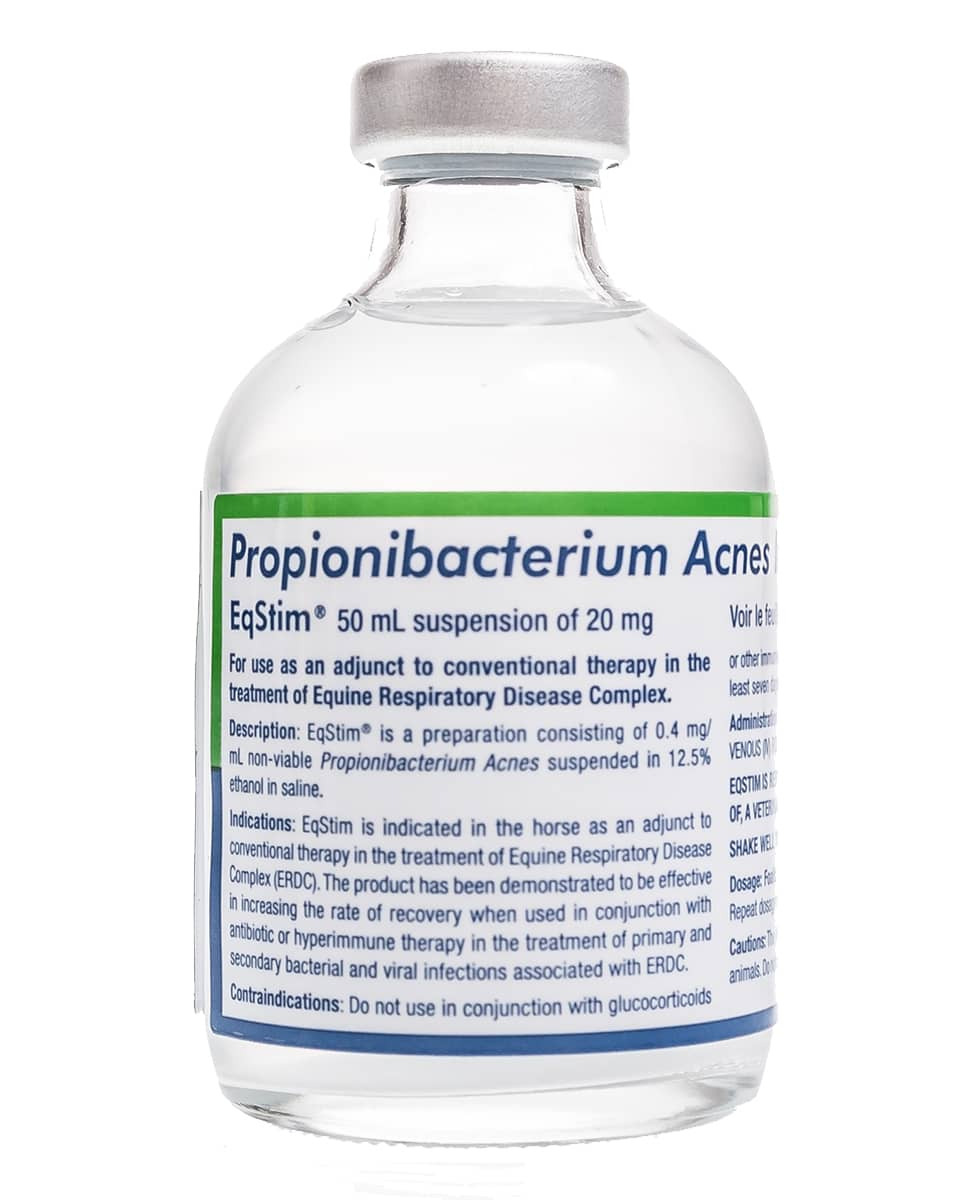 Propionibacterium Acnes
EqStim® 50 mL suspension of 20 mg
For use as an adjunct to conventional therapy in the
treatment of Equine Respiratory Disease Complex.
Description: EqStim® is a preparation consisting of 0.4 mg/
mL non-viable Propionibacterium Acnes suspended in 12.5%
ethanol in saline.
Indications: EqStim is indicated in the horse as an adjunct to
conventional therapy in the treatment of Equine Respiratory Disease
Complex (ERDC). The product has been demonstrated to be effective
in increasing the rate of recovery when used in conjunction with
antibiotic or hyperimmune therapy in the treatment of primary and
secondary bacterial and viral infections associated with ERDC.
Contraindications: Do not use in conjunction with glucocorticoids
Voir le
or other
least seven
VENOUS (IV)
EQSTIM IS
OF, A
SHAKE WELL
Dosage:
Repeat
Cautions:
animals. Do